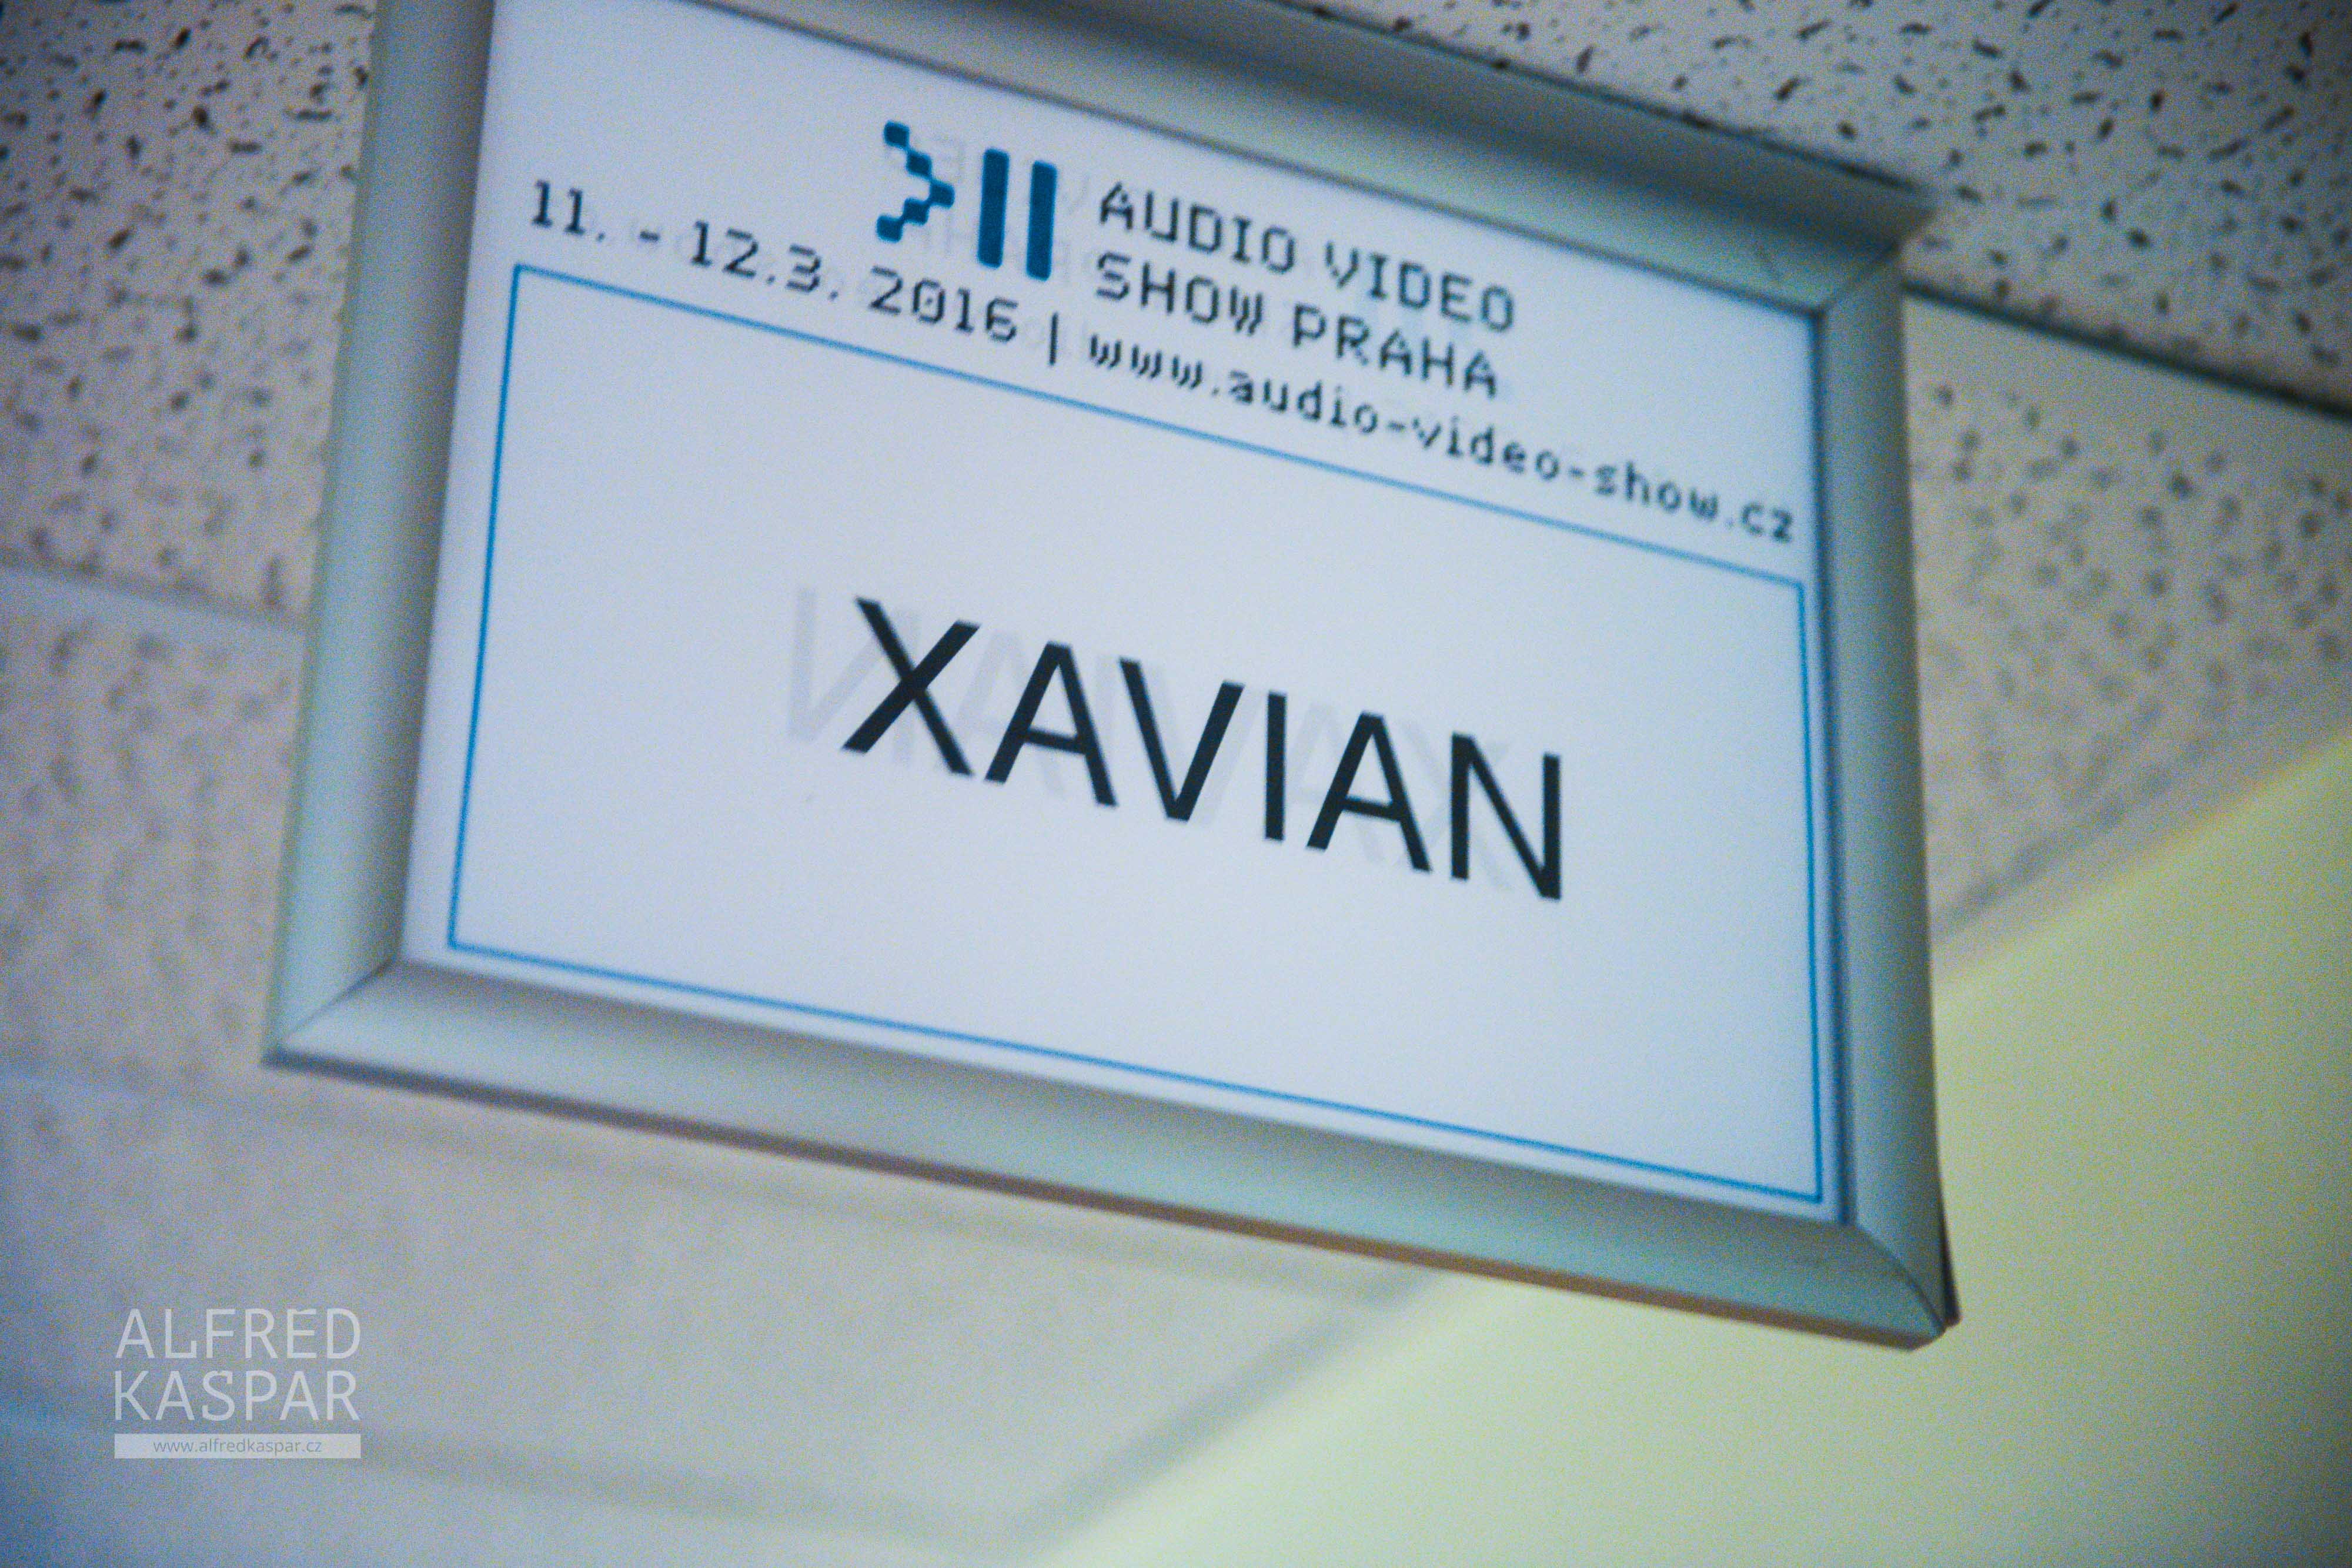 AUDIO VIDEO
SHOW PRAHA
11. - 12.3. 2016 | www.audio-video-show.cz
XAVIAN
ALFRED
KASPAR
www.alfredkaspar.cz